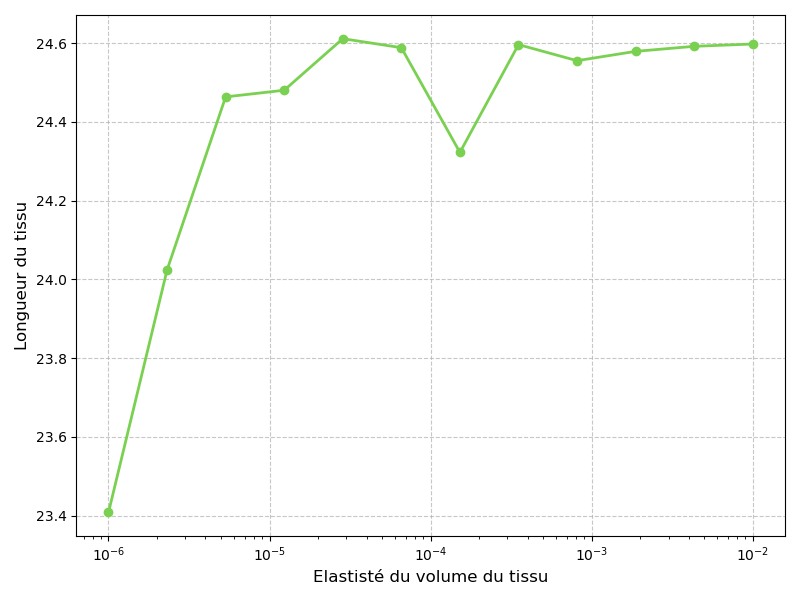 24.6
24.4
24.2
24.0
23.8
23.6
23.4
Longueur du tissu
10⁻⁶ 10⁻⁵ 10⁻⁴ 10⁻³ 10⁻²
Elastisté du volume du tissu